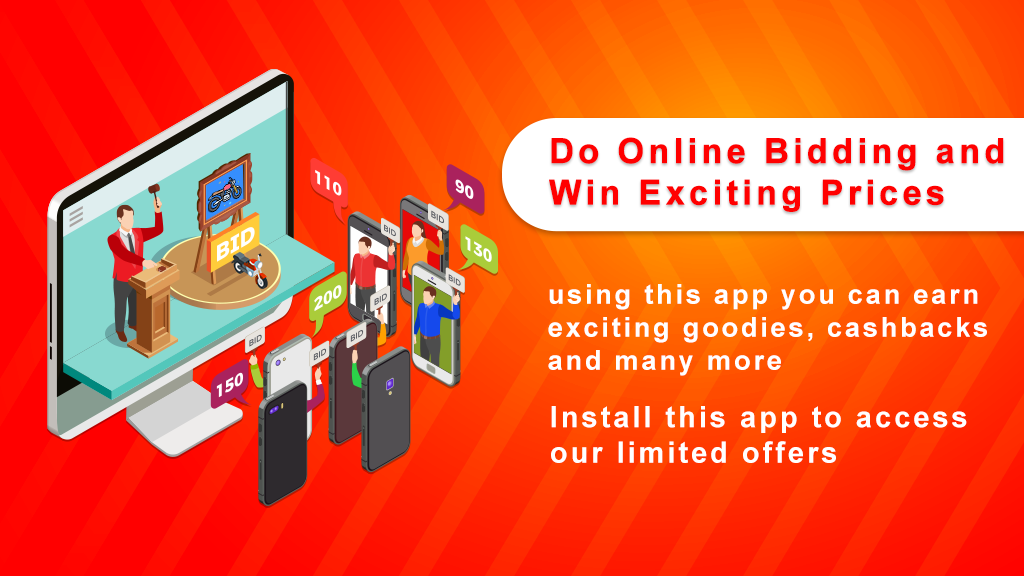 Do Online Bidding and
Win Exciting Prices
using this app you can earn
exciting goodies, cashbacks
and many more
Install this app to access
our limited offers
BID
110
90
130
200
150
BID
BID
BID
BID
BID
BID
BID